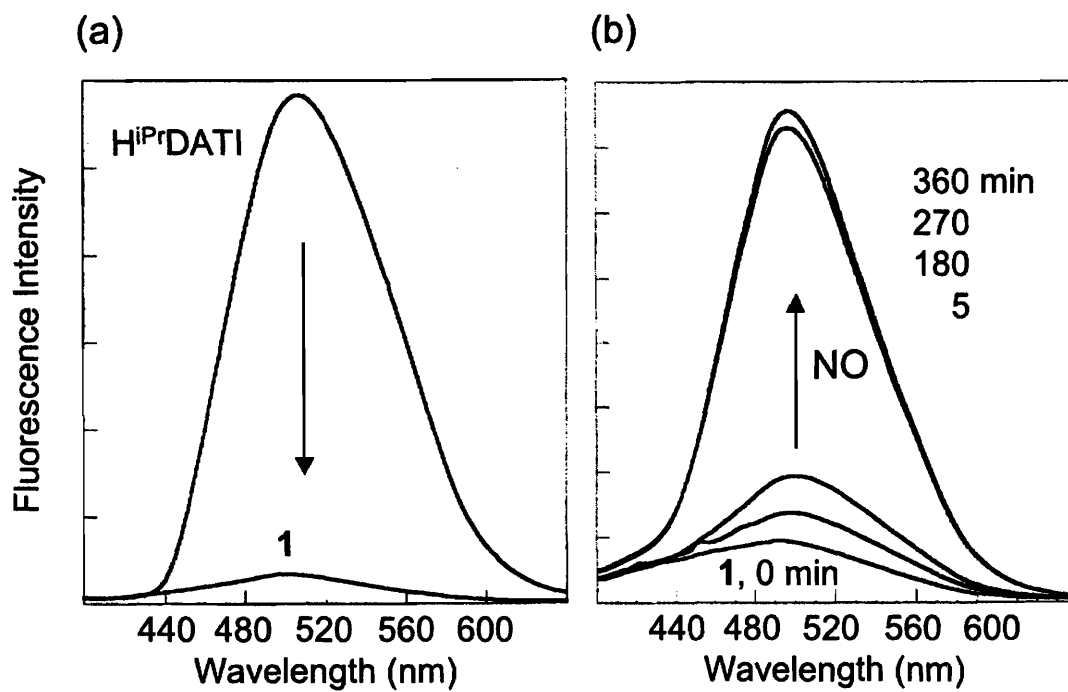 (a)
Fluorescence Intensity
HⁱᴾʳDATI
1
440 480 520 560 600
Wavelength (nm)
(b)
360 min
270
180
5
NO
1, 0 min
440 480 520 560 600
Wavelength (nm)